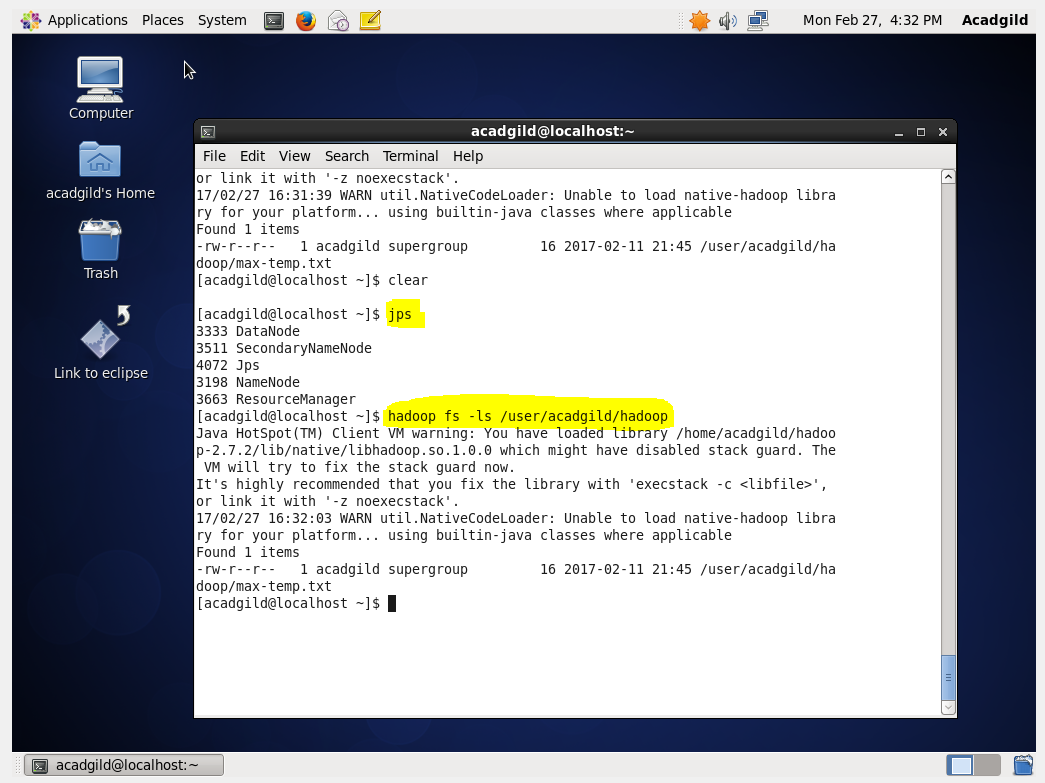 Applications Places System Mon Feb 27, 4:32 PM Acadgild
Computer
acadgild's Home
Trash
Link to eclipse
acadgild@localhost:~
File Edit View Search Terminal Help
or link it with '-z noexecstack'.
17/02/27 16:31:39 WARN util.NativeCodeLoader: Unable to load native-hadoop libra
ry for your platform... using builtin-java classes where applicable
Found 1 items
-rw-r--r--   1 acadgild supergroup         16 2017-02-11 21:45 /user/acadgild/ha
doop/max-temp.txt
[acadgild@localhost ~]$ clear
[acadgild@localhost ~]$ jps
3333 DataNode
3511 SecondaryNameNode
4072 Jps
3198 NameNode
3663 ResourceManager
[acadgild@localhost ~]$ hadoop fs -ls /user/acadgild/hadoop
Java HotSpot(TM) Client VM warning: You have loaded library /home/acadgild/hadoo
p-2.7.2/lib/native/libhadoop.so.1.0.0 which might have disabled stack guard. The
 VM will try to fix the stack guard now.
It's highly recommended that you fix the library with 'execstack -c <libfile>',
or link it with '-z noexecstack'.
17/02/27 16:32:03 WARN util.NativeCodeLoader: Unable to load native-hadoop libra
ry for your platform... using builtin-java classes where applicable
Found 1 items
-rw-r--r--   1 acadgild supergroup         16 2017-02-11 21:45 /user/acadgild/ha
doop/max-temp.txt
[acadgild@localhost ~]$
acadgild@localhost:~